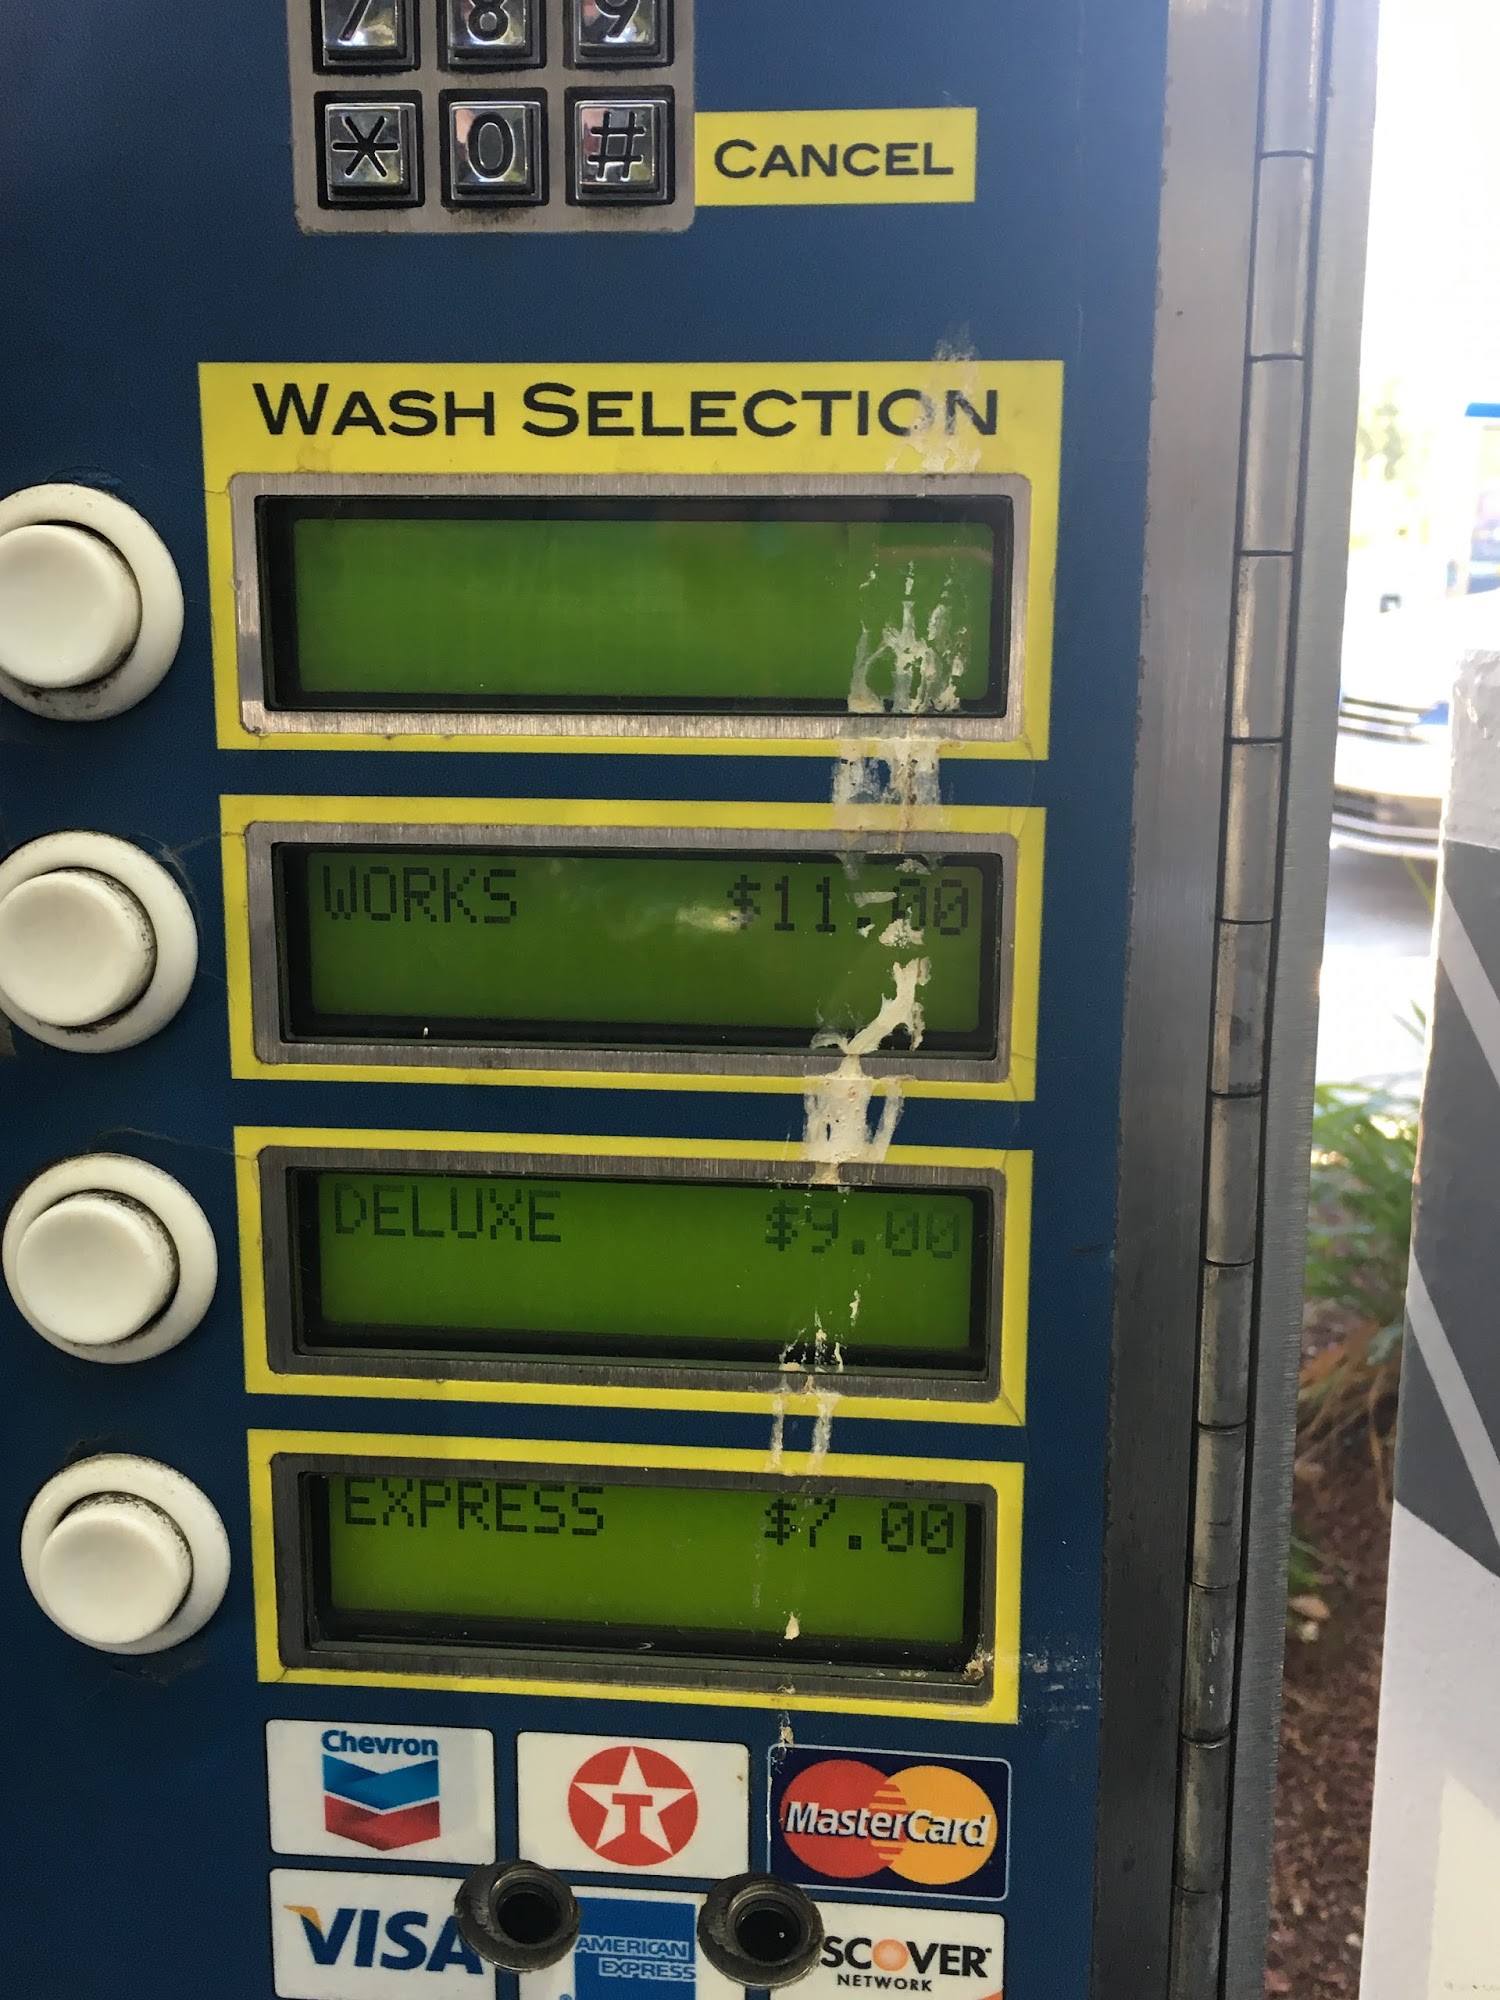 7 8 9
* 0 #
CANCEL
WASH SELECTION
WORKS $11.00
DELUXE $9.00
EXPRESS $7.00
Chevron
T
MasterCard
VISA
AMERICAN
EXPRESS
SCOVER
NETWORK